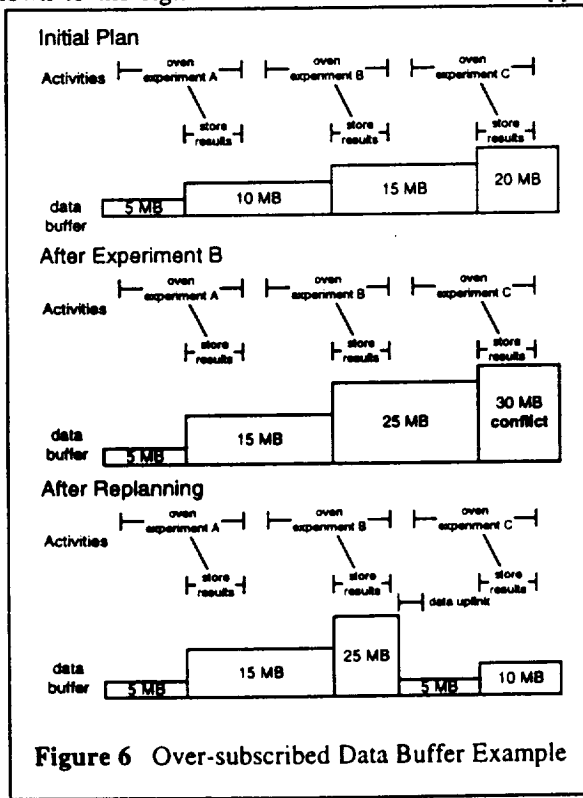 Initial Plan
oven oven oven
Activities experiment A experiment B experiment C
store store store
results results results
data 5 MB 10 MB 15 MB 20 MB
buffer
After Experiment B
oven oven oven
experiment A experiment B experiment C
Activities
store store store
results results results
data 5 MB 15 MB 25 MB 30 MB
buffer conflict
After Replanning
oven oven oven
Activities experiment A experiment B experiment C
store store store
results results data uplink results
data 5 MB 15 MB 25 MB 5 MB 10 MB
buffer
Figure 6 Over-subscribed Data Buffer Example